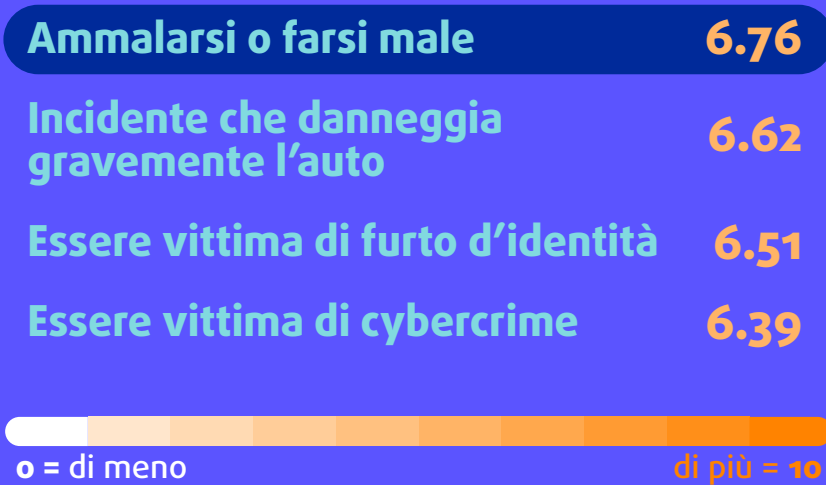 Ammalarsi o farsi male 6.76
Incidente che danneggia
gravemente l’auto 6.62
Essere vittima di furto d’identità 6.51
Essere vittima di cybercrime 6.39
0 = di meno di più = 10